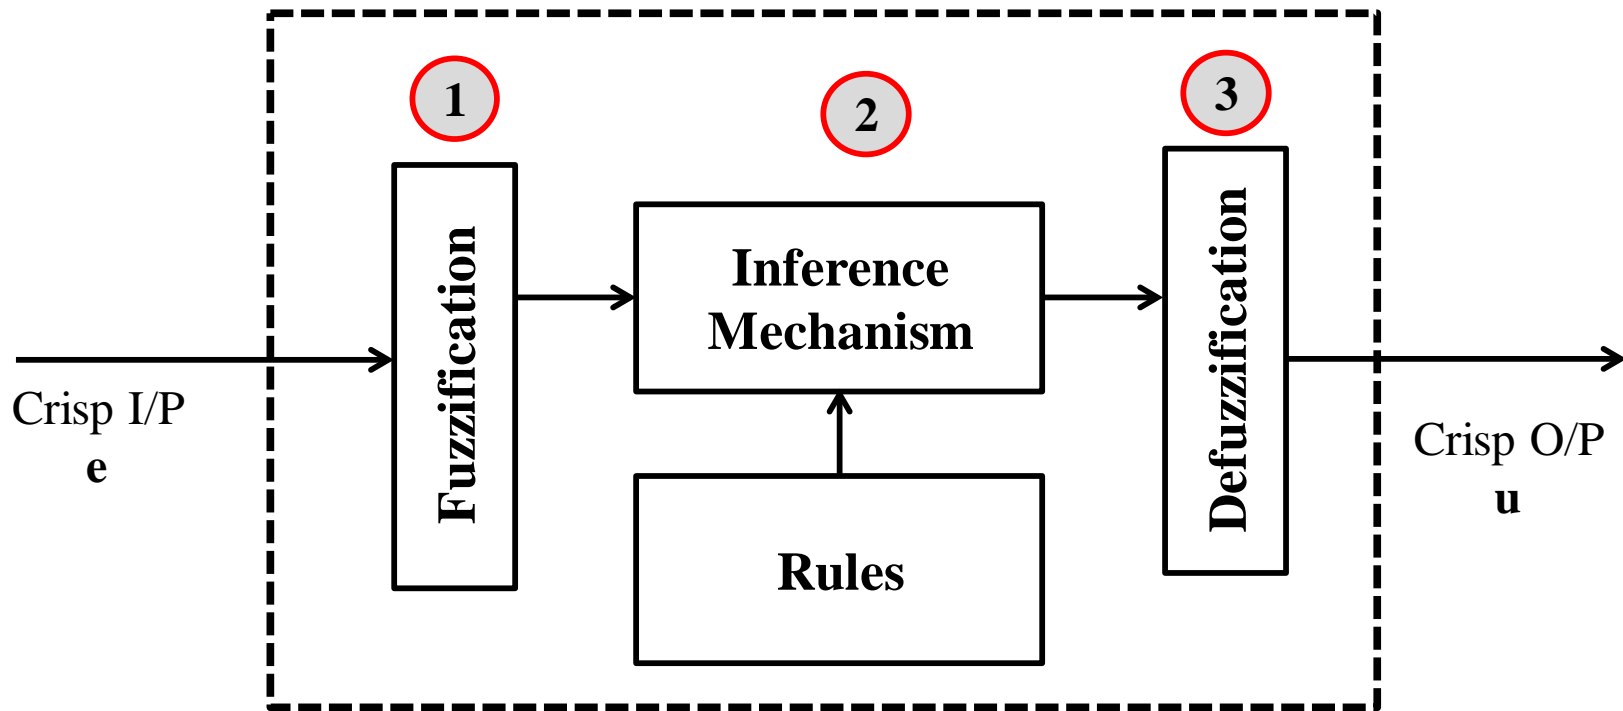 1
2
3
Fuzzification
Inference
Mechanism
Defuzzification
Rules
Crisp I/P
e
Crisp O/P
u